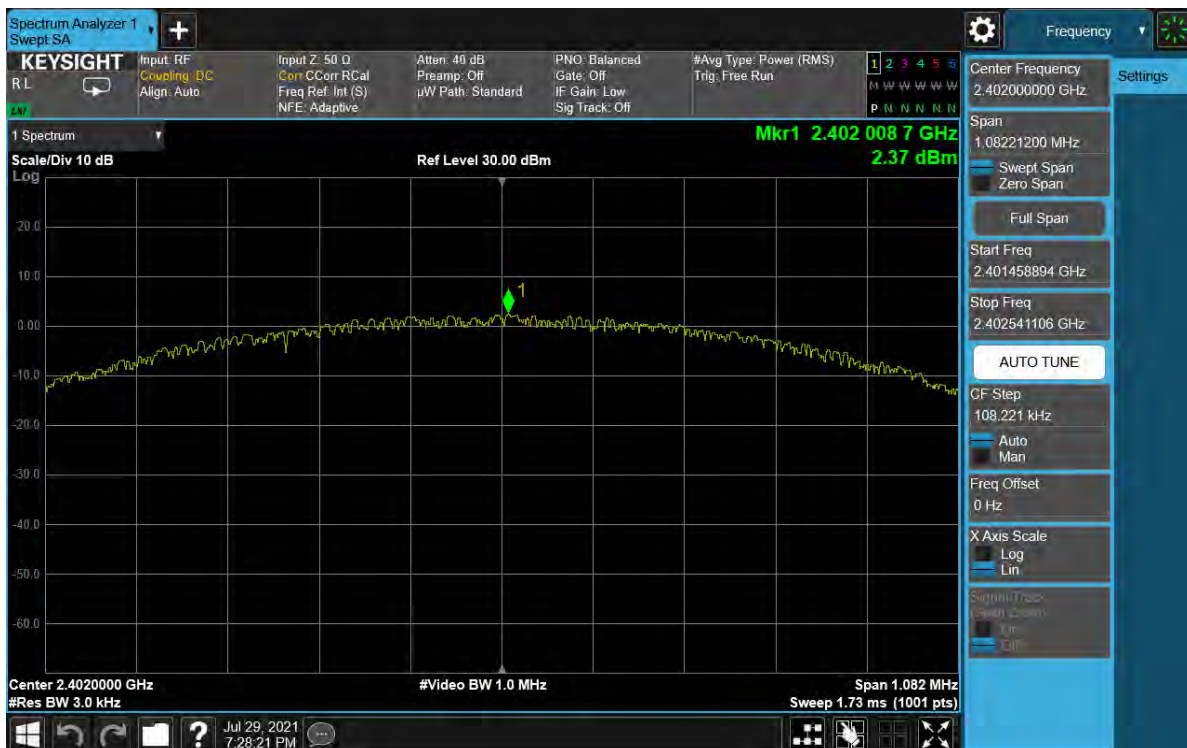 Spectrum Analyzer 1
Swept SA
+
Frequency
KEYSIGHT
R L
Input: RF
Coupling: DC
Align: Auto
Input Z: 50 Ω
Corr CCorr RCal
Freq Ref: Int (S)
NFE: Adaptive
Atten: 40 dB
Preamp: Off
µW Path: Standard
PNO: Balanced
Gate: Off
IF Gain: Low
Sig Track: Off
#Avg Type: Power (RMS)
Trig: Free Run
1 2 3 4 5 6
M W W W W W
P N N N N N
1 Spectrum
Scale/Div 10 dB
Log
Ref Level 30.00 dBm
Mkr1 2.402 008 7 GHz
2.37 dBm
20.0
10.0
0.00
-10.0
-20.0
-30.0
-40.0
-50.0
-60.0
1
Center 2.4020000 GHz
#Res BW 3.0 kHz
#Video BW 1.0 MHz
Span 1.082 MHz
Sweep 1.73 ms (1001 pts)
Center Frequency
2.402000000 GHz
Settings
Span
1.08221200 MHz
Swept Span
Zero Span
Full Span
Start Freq
2.401458894 GHz
Stop Freq
2.402541106 GHz
AUTO TUNE
CF Step
108.221 kHz
Auto
Man
Freq Offset
0 Hz
X Axis Scale
Log
Lin
Signal Track
(Span Zoom)
On
Off
?
Jul 29, 2021
7:28:21 PM